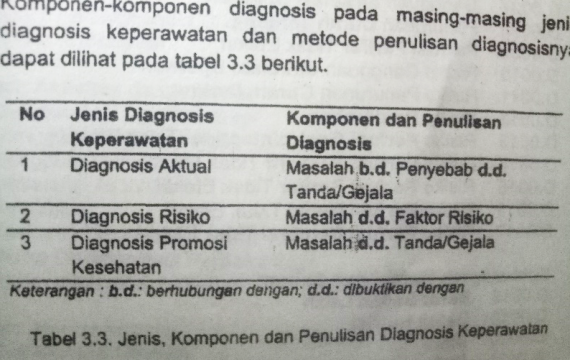 Komponen-komponen diagnosis pada masing-masing jeni
diagnosis keperawatan dan metode penulisan diagnosisny
dapat dilihat pada tabel 3.3 berikut.
No Jenis Diagnosis Keperawatan Komponen dan Penulisan Diagnosis
1 Diagnosis Aktual Masalah b.d. Penyebab d.d. Tanda/Gejala
2 Diagnosis Risiko Masalah d.d. Faktor Risiko
3 Diagnosis Promosi Kesehatan Masalah d.d. Tanda/Gejala
Keterangan : b.d.: berhubungan dengan; d.d.: dibuktikan dengan
Tabel 3.3. Jenis, Komponen dan Penulisan Diagnosis Keperawatan